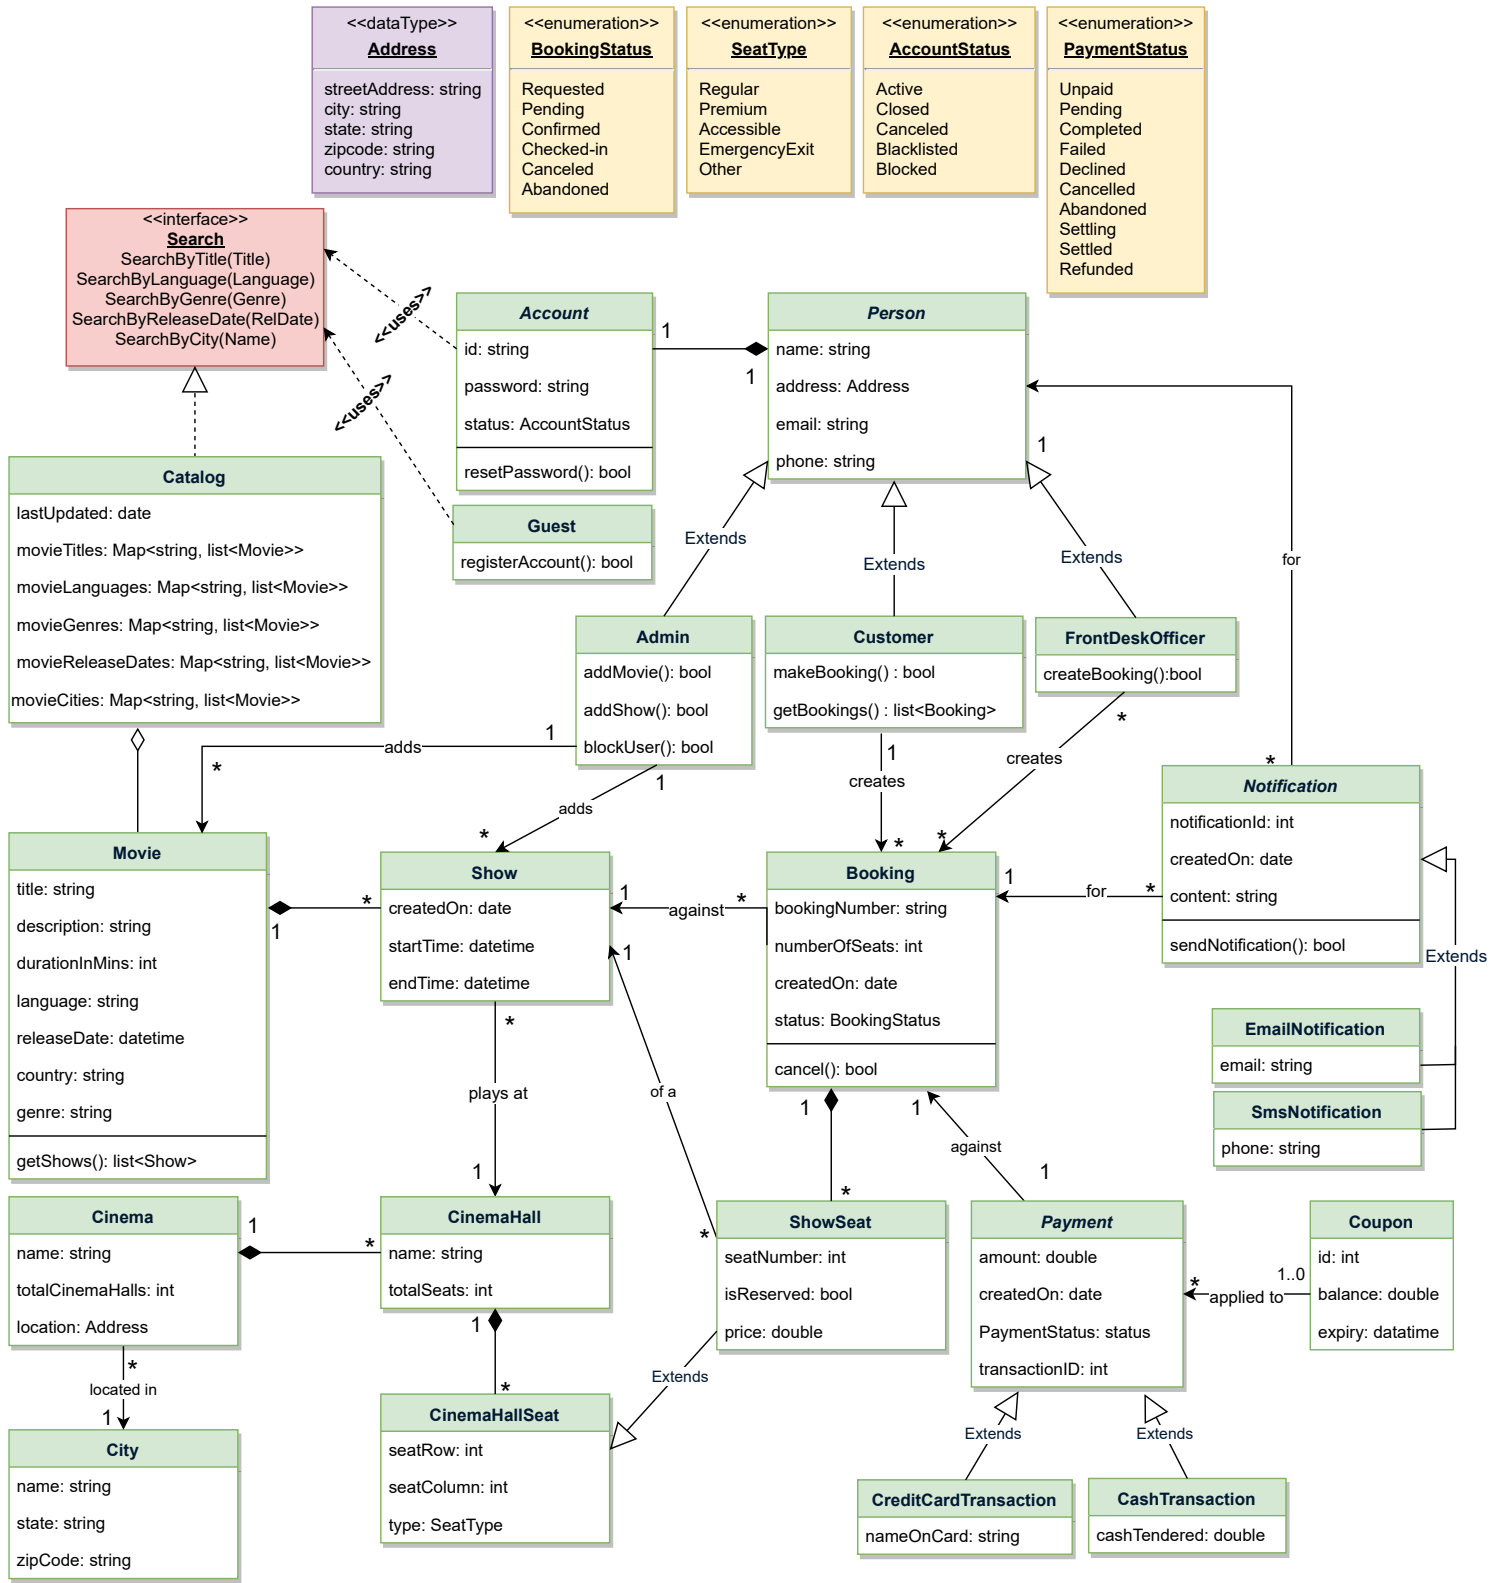 <<dataType>>
Address
streetAddress: string
city: string
state: string
zipcode: string
country: string
<<enumeration>>
BookingStatus
Requested
Pending
Confirmed
Checked-in
Canceled
Abandoned
<<enumeration>>
SeatType
Regular
Premium
Accessible
EmergencyExit
Other
<<enumeration>>
AccountStatus
Active
Closed
Canceled
Blacklisted
Blocked
<<enumeration>>
PaymentStatus
Unpaid
Pending
Completed
Failed
Declined
Cancelled
Abandoned
Settling
Settled
Refunded
<<interface>>
Search
SearchByTitle(Title)
SearchByLanguage(Language)
SearchByGenre(Genre)
SearchByReleaseDate(RelDate)
SearchByCity(Name)
<<uses>>
<<uses>>
Account
id: string
password: string
status: AccountStatus
resetPassword(): bool
1
1
Person
name: string
address: Address
email: string
phone: string
1
Guest
registerAccount(): bool
Catalog
lastUpdated: date
movieTitles: Map<string, list<Movie>>
movieLanguages: Map<string, list<Movie>>
movieGenres: Map<string, list<Movie>>
movieReleaseDates: Map<string, list<Movie>>
movieCities: Map<string, list<Movie>>
Extends
Extends
Extends
for
Admin
addMovie(): bool
addShow(): bool
blockUser(): bool
Customer
makeBooking() : bool
getBookings() : list<Booking>
FrontDeskOfficer
createBooking():bool
1
adds
*
1
adds
*
1
creates
*
*
creates
*
*
Notification
notificationId: int
createdOn: date
content: string
sendNotification(): bool
Extends
Movie
title: string
description: string
durationInMins: int
language: string
releaseDate: datetime
country: string
genre: string
getShows(): list<Show>
1
*
Show
createdOn: date
startTime: datetime
endTime: datetime
1
against
*
Booking
bookingNumber: string
numberOfSeats: int
createdOn: date
status: BookingStatus
cancel(): bool
1
for
*
EmailNotification
email: string
SmsNotification
phone: string
*
plays at
1
1
of a
*
1
*
1
against
1
Cinema
name: string
totalCinemaHalls: int
location: Address
1
*
CinemaHall
name: string
totalSeats: int
ShowSeat
seatNumber: int
isReserved: bool
price: double
Payment
amount: double
createdOn: date
PaymentStatus: status
transactionID: int
*
applied to
1..0
Coupon
id: int
balance: double
expiry: datatime
*
located in
1
1
*
Extends
City
name: string
state: string
zipCode: string
CinemaHallSeat
seatRow: int
seatColumn: int
type: SeatType
Extends
Extends
CreditCardTransaction
nameOnCard: string
CashTransaction
cashTendered: double